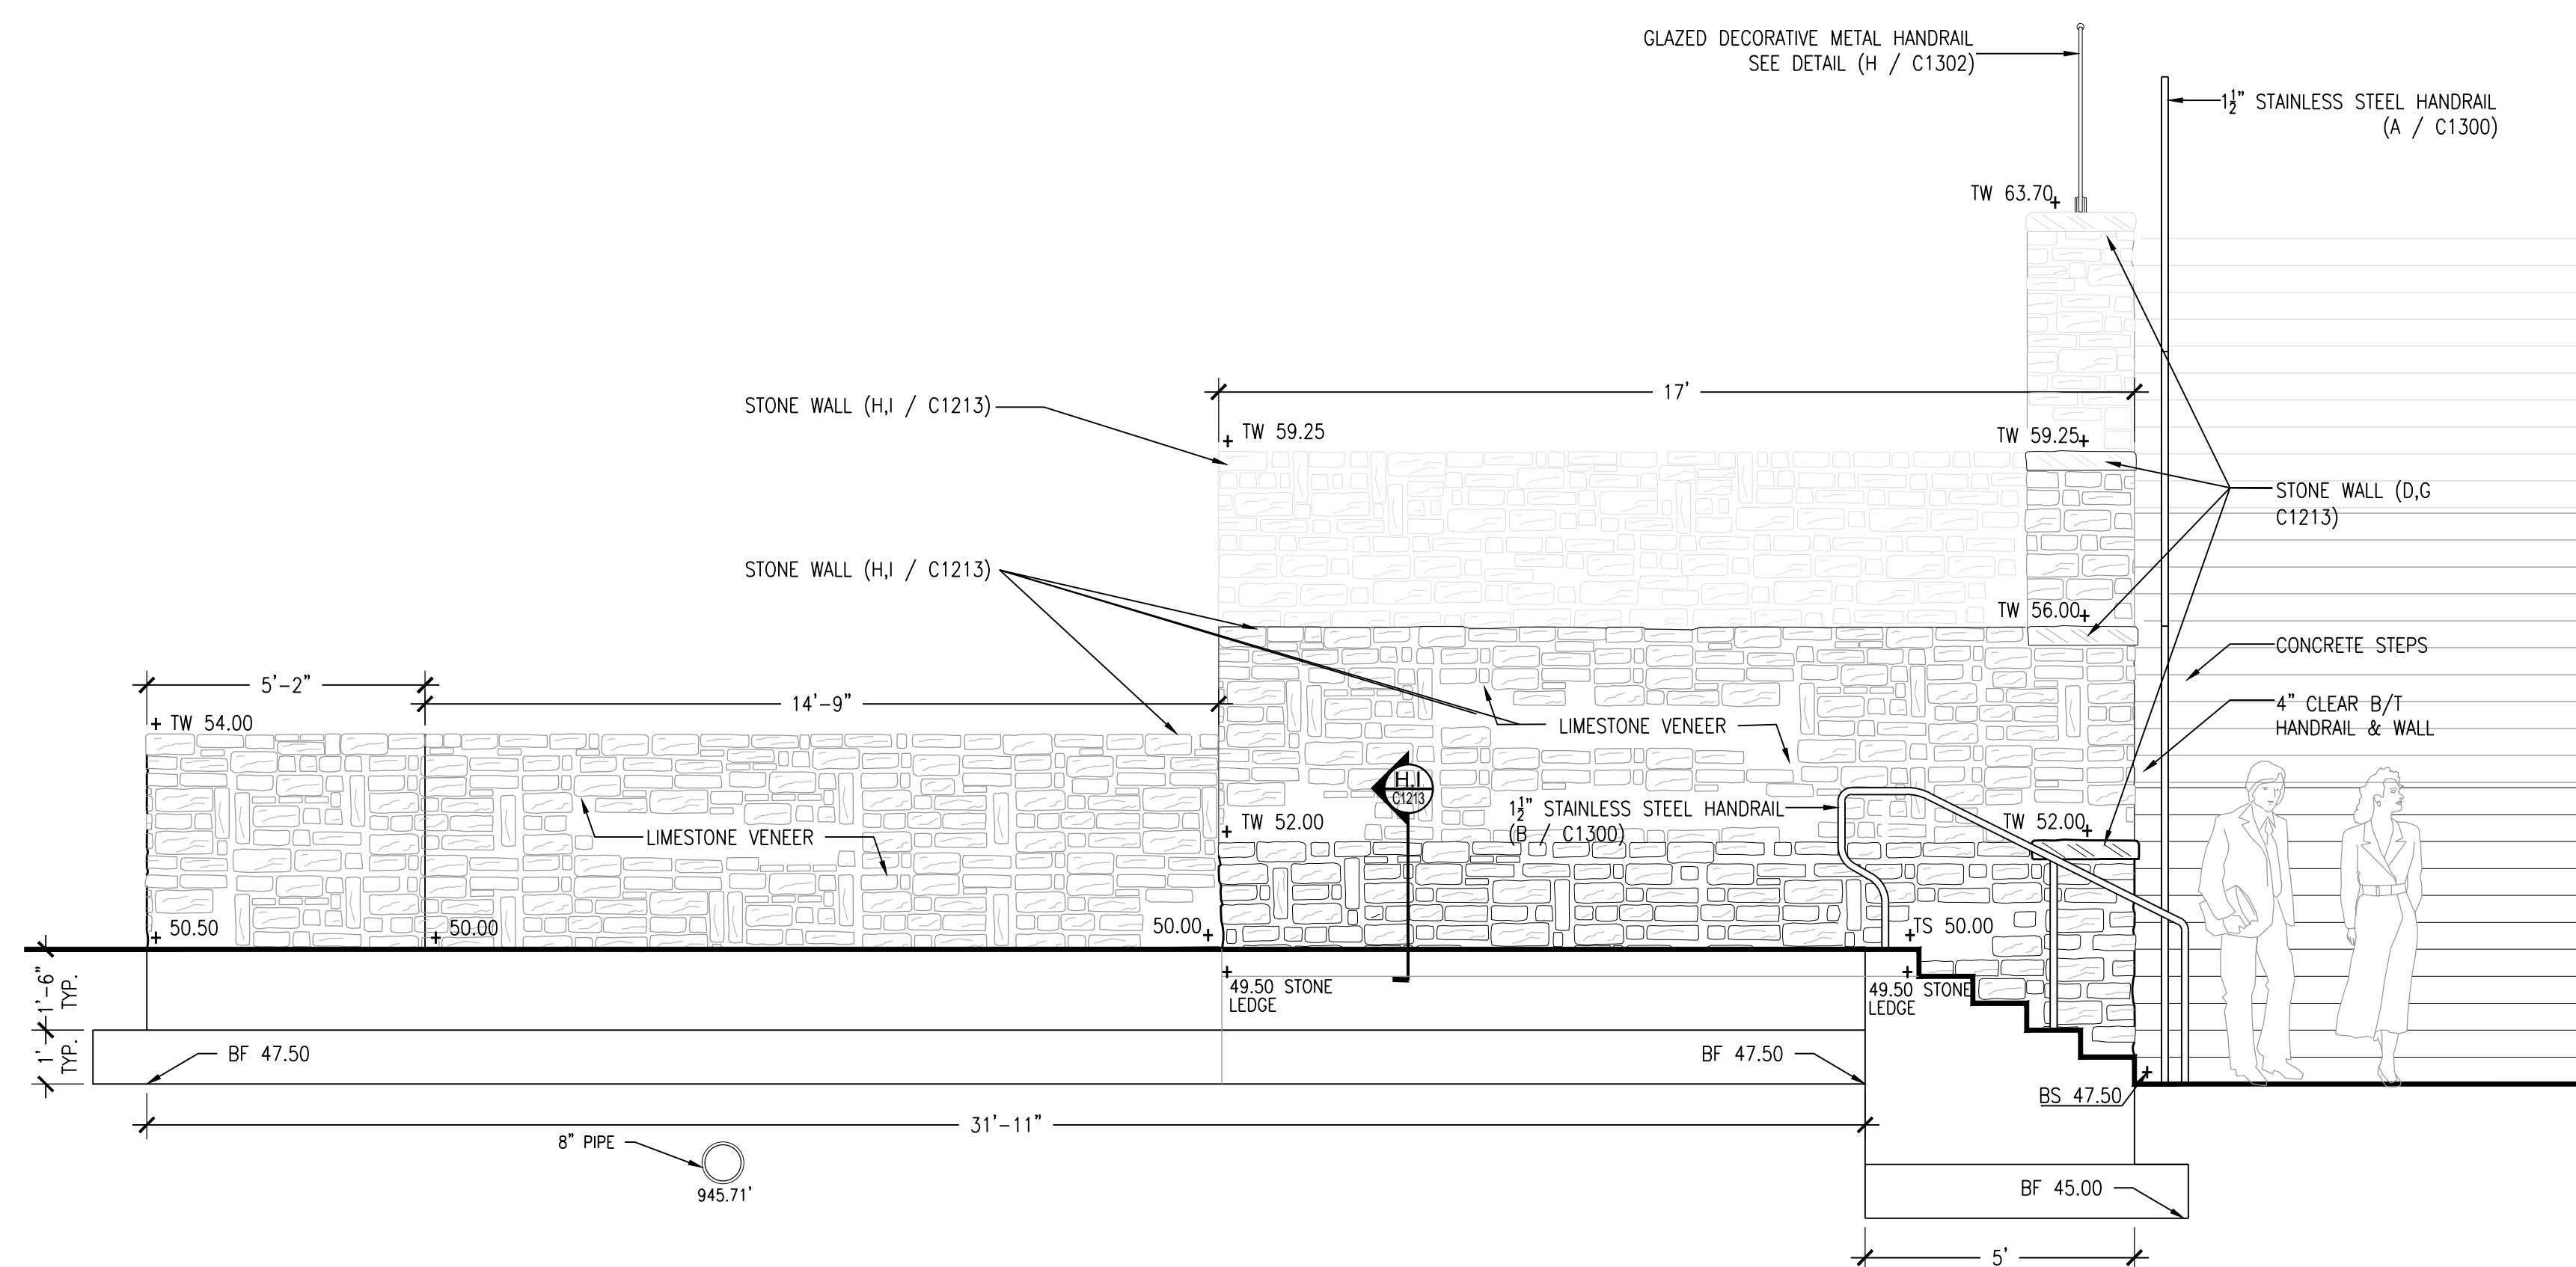 GLAZED DECORATIVE METAL HANDRAIL
SEE DETAIL (H / C1302)
1½" STAINLESS STEEL HANDRAIL
(A / C1300)
TW 63.70
17'
STONE WALL (H,I / C1213)
TW 59.25
TW 59.25
STONE WALL (D,G
C1213)
STONE WALL (H,I / C1213)
TW 56.00
CONCRETE STEPS
5'-2"
14'-9"
4" CLEAR B/T
HANDRAIL & WALL
TW 54.00
LIMESTONE VENEER
H,I
C1213
1½" STAINLESS STEEL HANDRAIL
(B / C1300)
TW 52.00
TW 52.00
LIMESTONE VENEER
50.50
50.00
50.00
TS 50.00
1'-6"
TYP.
49.50 STONE
LEDGE
49.50 STONE
LEDGE
1'
TYP.
BF 47.50
BF 47.50
BS 47.50
31'-11"
8" PIPE
945.71'
BF 45.00
5'